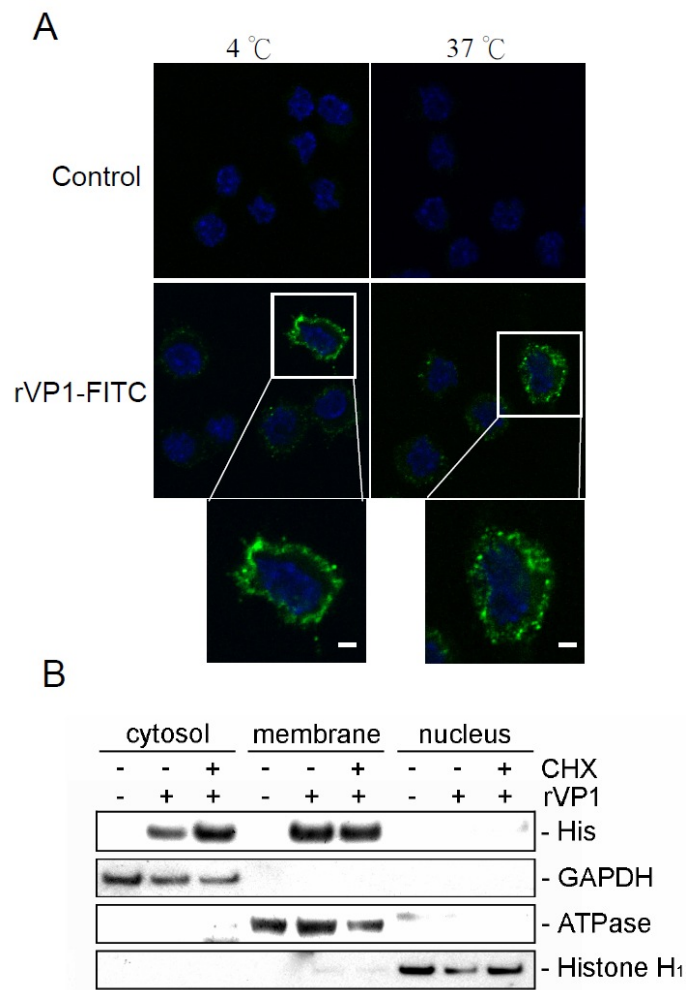 A
4 ℃ 37 ℃
Control
rVP1-FITC
B
cytosol membrane nucleus
- - + - - + - - + CHX
- + + - + + - + + rVP1
- His
- GAPDH
- ATPase
- Histone H₁